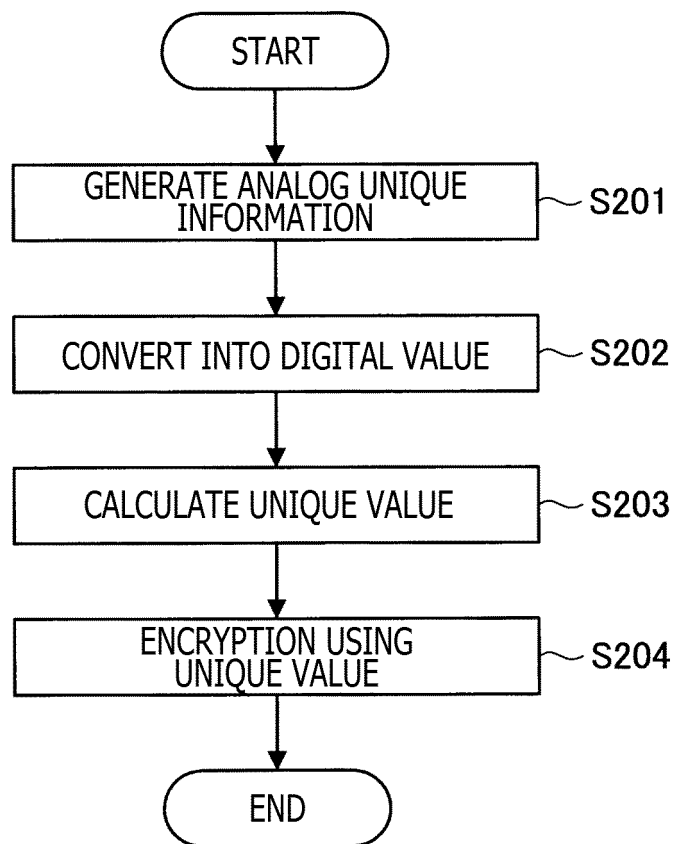 START
GENERATE ANALOG UNIQUE
INFORMATION
S201
CONVERT INTO DIGITAL VALUE
S202
CALCULATE UNIQUE VALUE
S203
ENCRYPTION USING
UNIQUE VALUE
S204
END